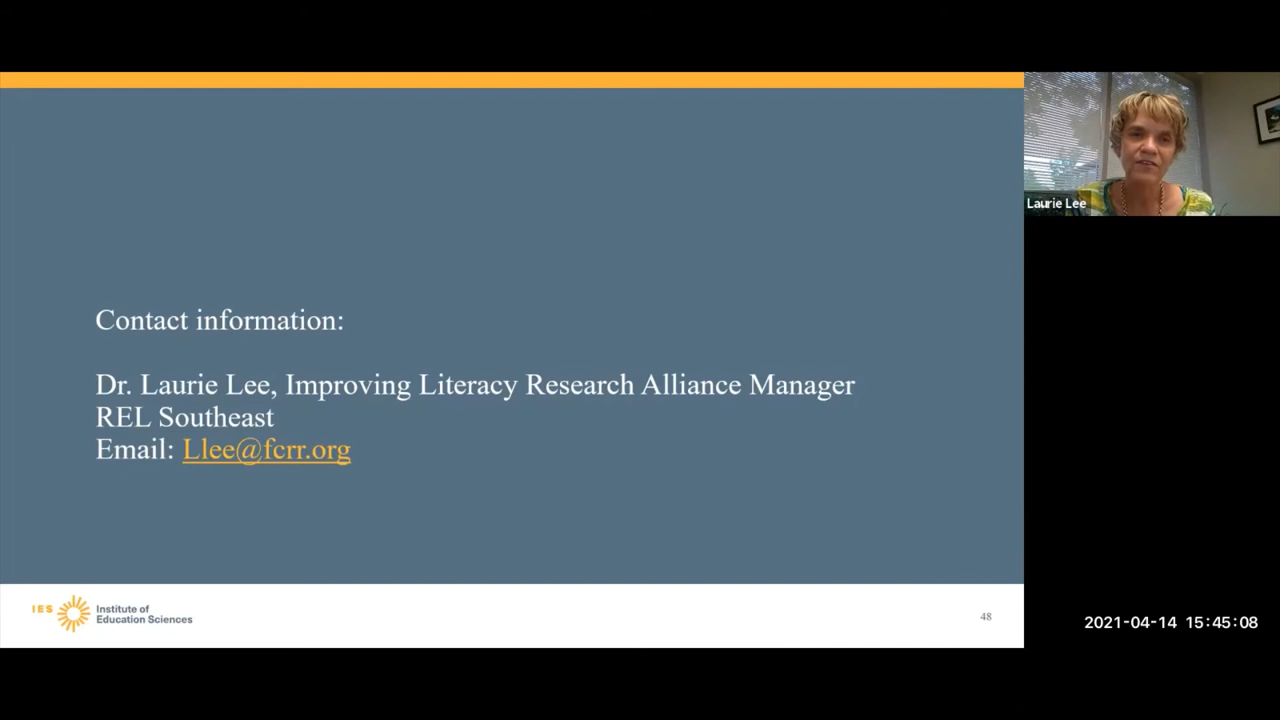 Contact information:
Dr. Laurie Lee, Improving Literacy Research Alliance Manager
REL Southeast
Email: Llee@fcrr.org
IES
Institute of
Education Sciences
48
Laurie Lee
2021-04-14 15:45:08